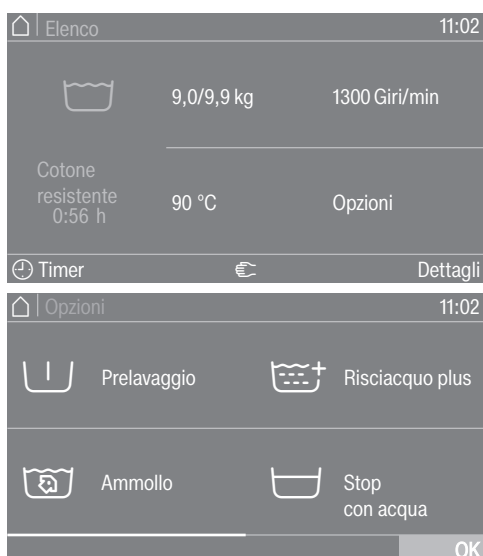 Elenco 11:02
9,0/9,9 kg 1300 Giri/min
Cotone
resistente
0:56 h
90 °C Opzioni
Timer Dettagli
Opzioni 11:02
Prelavaggio Risciacquo plus
Ammollo Stop
con acqua
OK